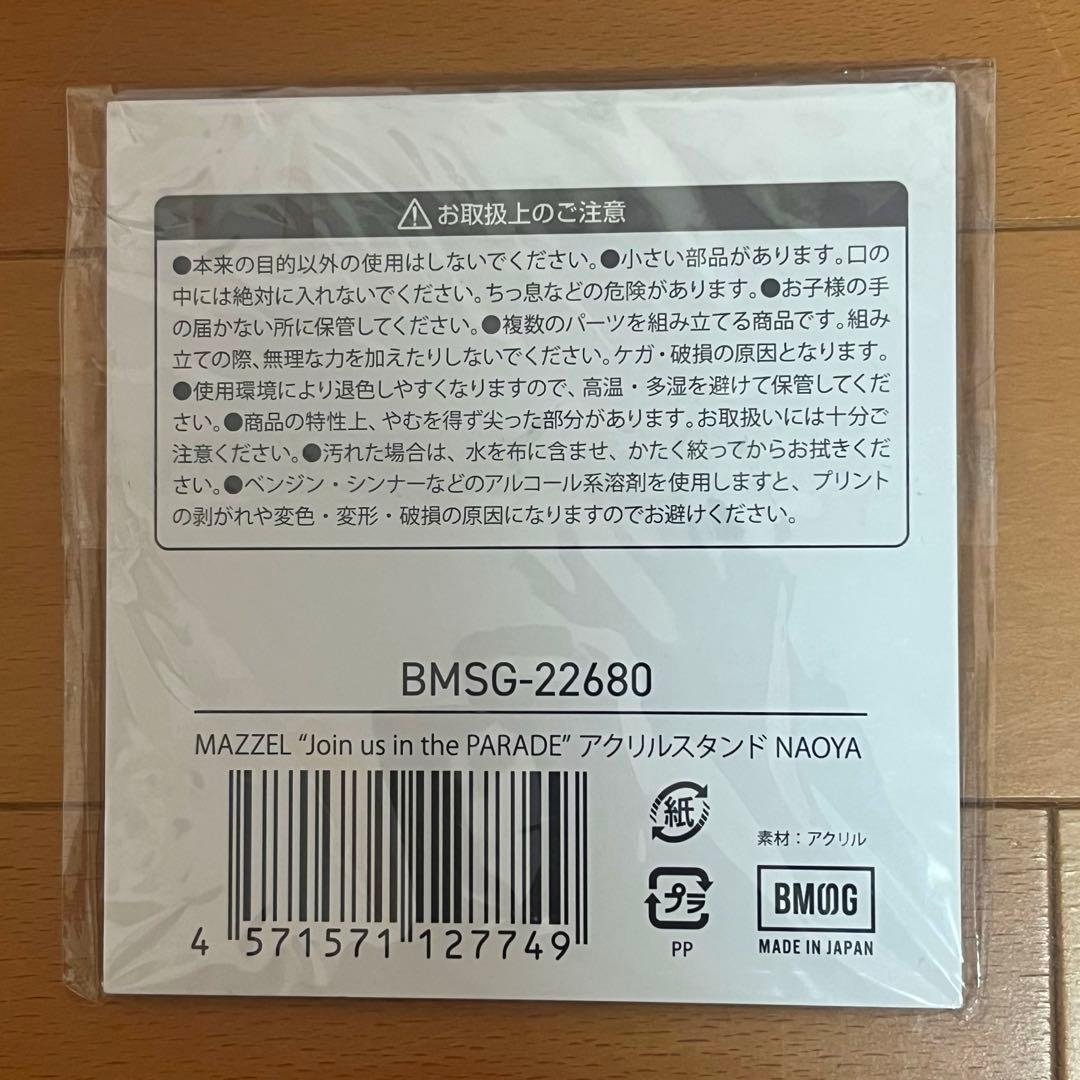 ⚠お取扱上のご注意
●本来の目的以外の使用はしないでください。●小さい部品があります。口の
中には絶対に入れないでください。ちっ息などの危険があります。●お子様の手
の届かない所に保管してください。●複数のパーツを組み立てる商品です。組み
立ての際、無理な力を加えたりしないでください。ケガ・破損の原因となります。
●使用環境により退色しやすくなりますので、高温・多湿を避けて保管してくだ
さい。●商品の特性上、やむを得ず尖った部分があります。お取扱いには十分ご
注意ください。●汚れた場合は、水を布に含ませ、かたく絞ってからお拭きくだ
さい。●ベンジン・シンナーなどのアルコール系溶剤を使用しますと、プリント
の剥がれや変色・変形・破損の原因になりますのでお避けください。
BMSG-22680
MAZZEL “Join us in the PARADE” アクリルスタンド NAOYA
4 571571 127749
紙
プラ
PP
素材：アクリル
BMSG
MADE IN JAPAN